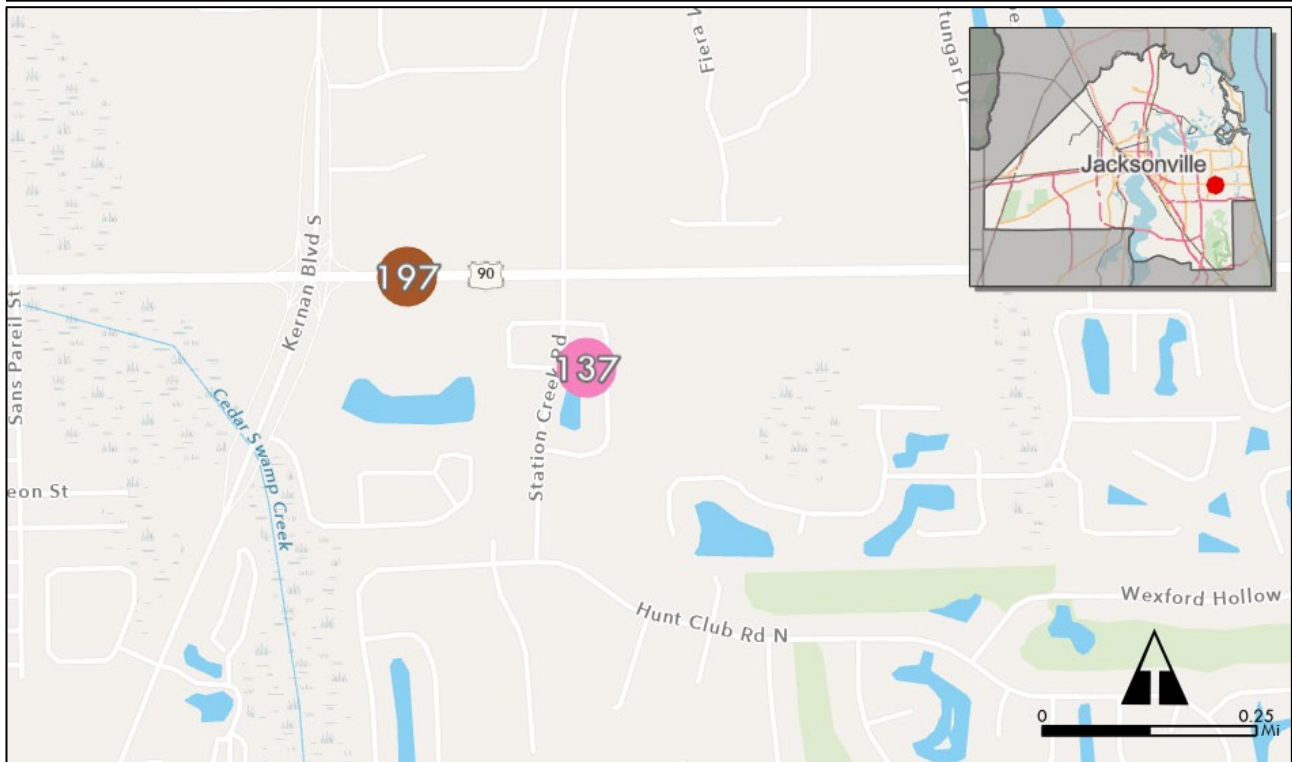 Fiera
tungar Dr
Jacksonville
Kernan Blvd S
197
90
Sans Pareil St
137
Station Creek Rd
Cedar Swamp Creek
eon St
Wexford Hollow
Hunt Club Rd N
0
0.25
Mi